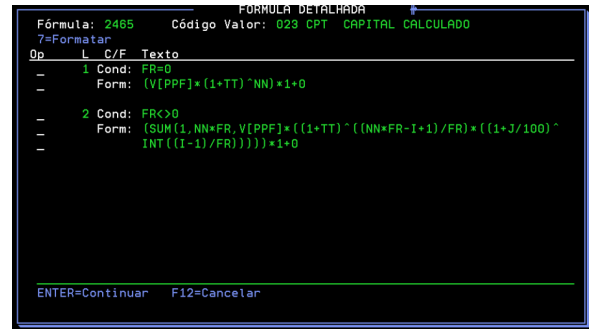 FORMULA DETALHADA
Fórmula: 2465 Código Valor: 023 CPT CAPITAL CALCULADO
7=Formatar
Op L C/F Texto
_ 1 Cond: FR=0
_ Form: (V[PPF]*(1+TT)^NN)*1+0
_ 2 Cond: FR<>0
_ Form: (SUM(1,NN*FR,V[PPF]*((1+TT)^((NN*FR-I+1)/FR)*((1+J/100)^
_ INT((I-1)/FR)))))*1+0
ENTER=Continuar F12=Cancelar